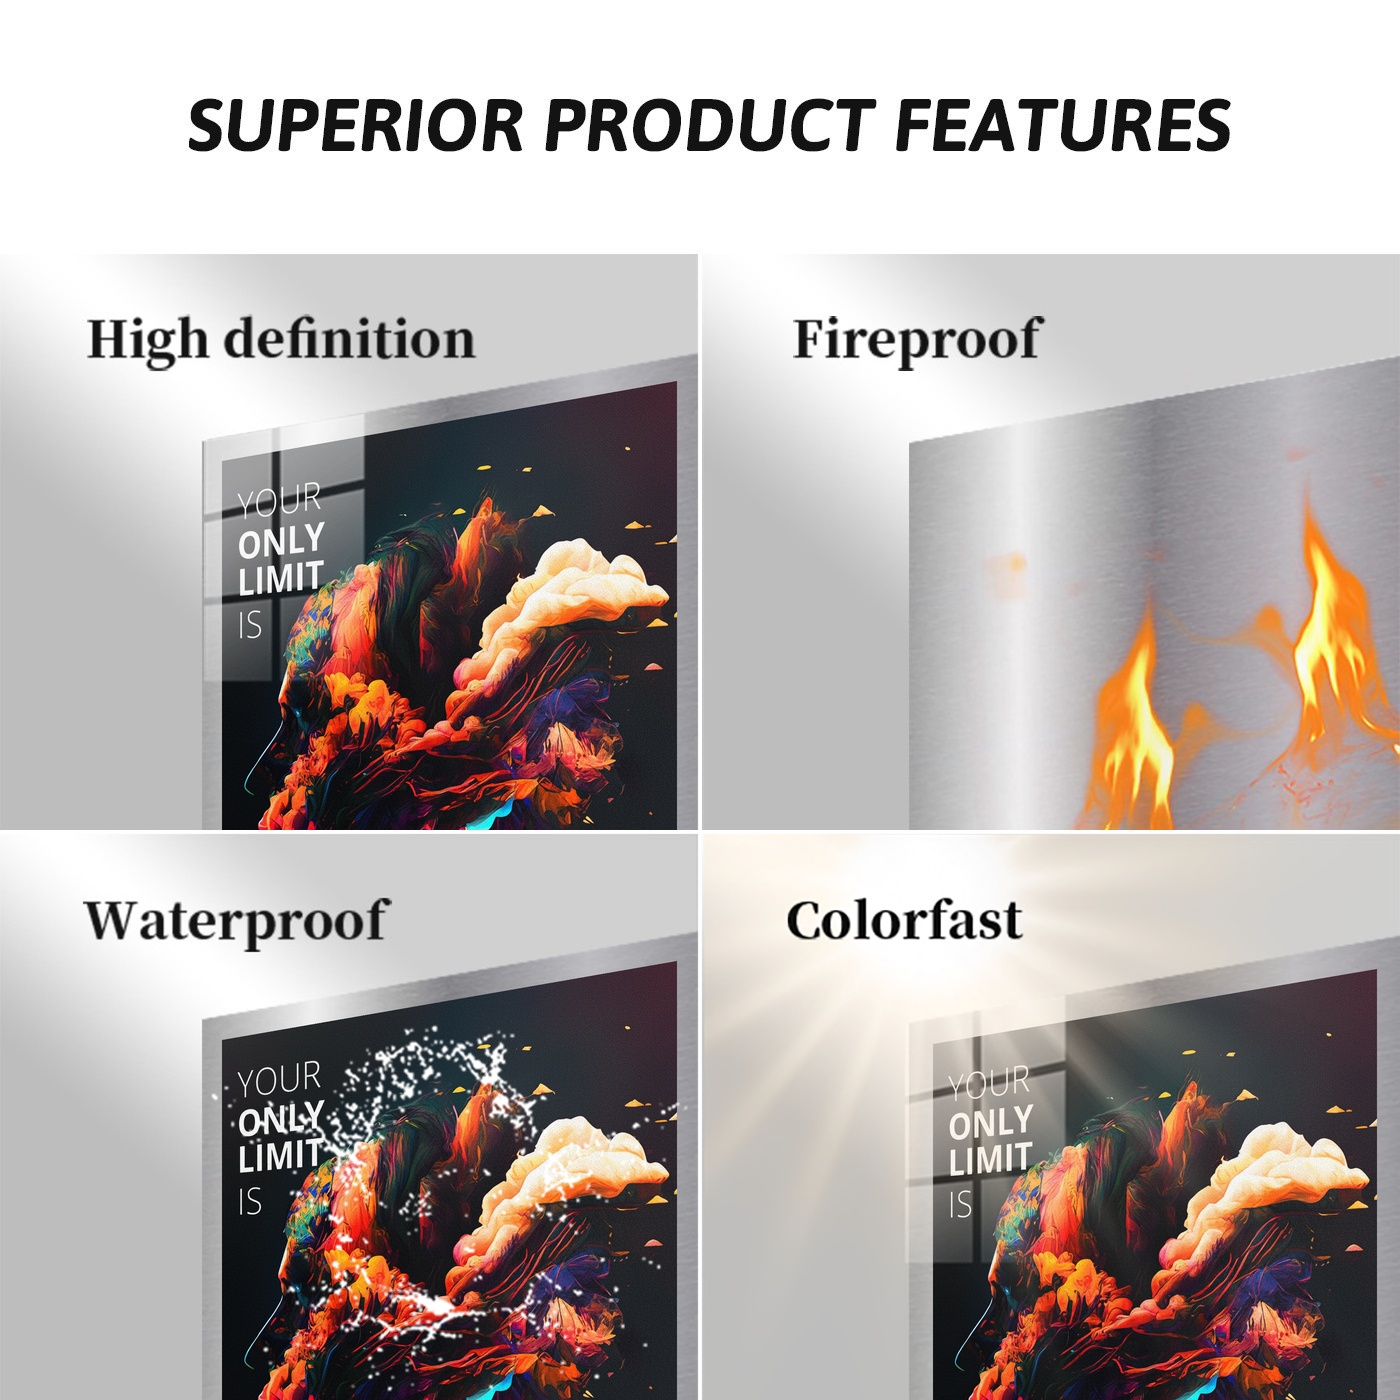 SUPERIOR PRODUCT FEATURES
High definition
YOUR
ONLY
LIMIT
IS
Fireproof
Waterproof
YOUR
ONLY
LIMIT
IS
Colorfast
YOUR
ONLY
LIMIT
IS